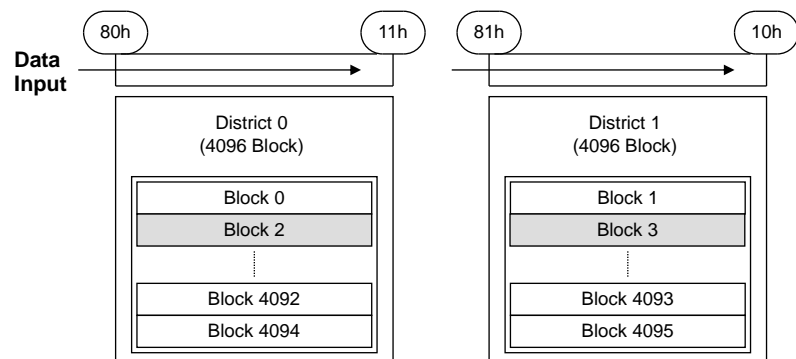 80h
11h
81h
10h
Data
Input
District 0
(4096 Block)
Block 0
Block 2
Block 4092
Block 4094
District 1
(4096 Block)
Block 1
Block 3
Block 4093
Block 4095